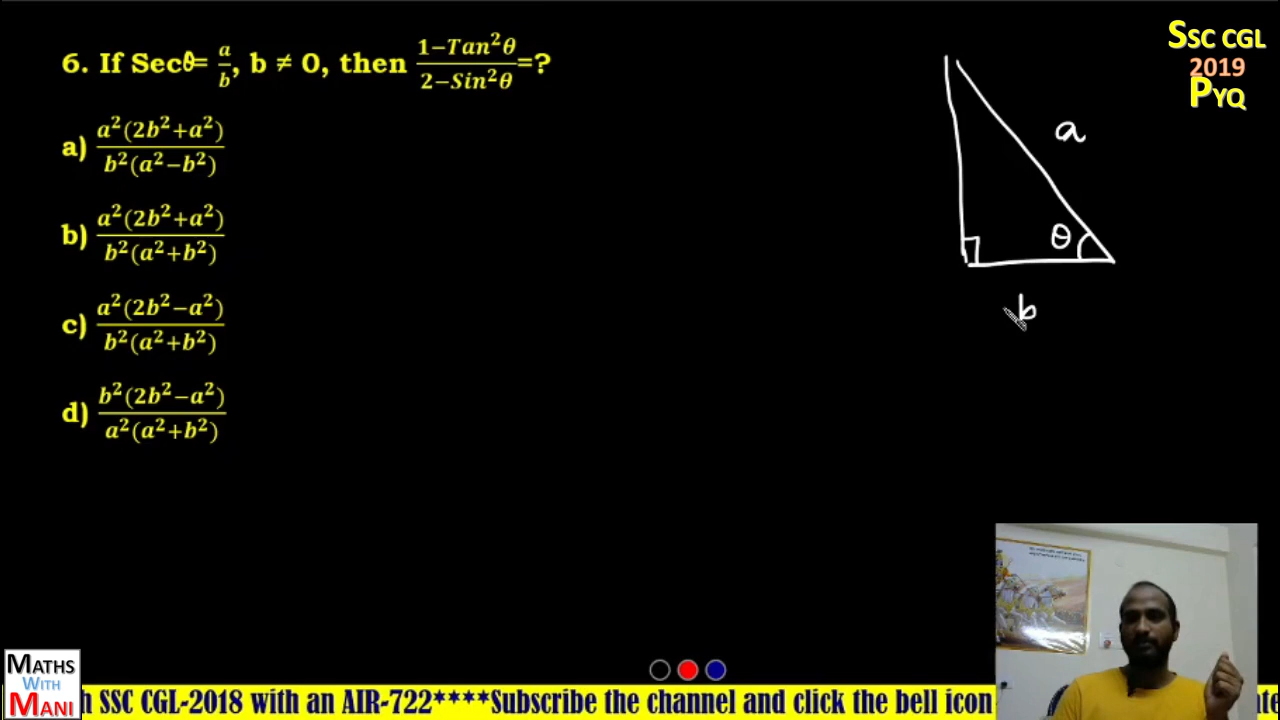 6. If Secθ= a/b, b ≠ 0, then (1−Tan²θ)/(2−Sin²θ)=?
a) a²(2b²+a²)/b²(a²−b²)
b) a²(2b²+a²)/b²(a²+b²)
c) a²(2b²−a²)/b²(a²+b²)
d) b²(2b²−a²)/a²(a²+b²)
SSC CGL
2019
PYQ
a
θ
b
MATHS
WITH
MANI
SSC CGL-2018 with an AIR-722****Subscribe the channel and click the bell icon